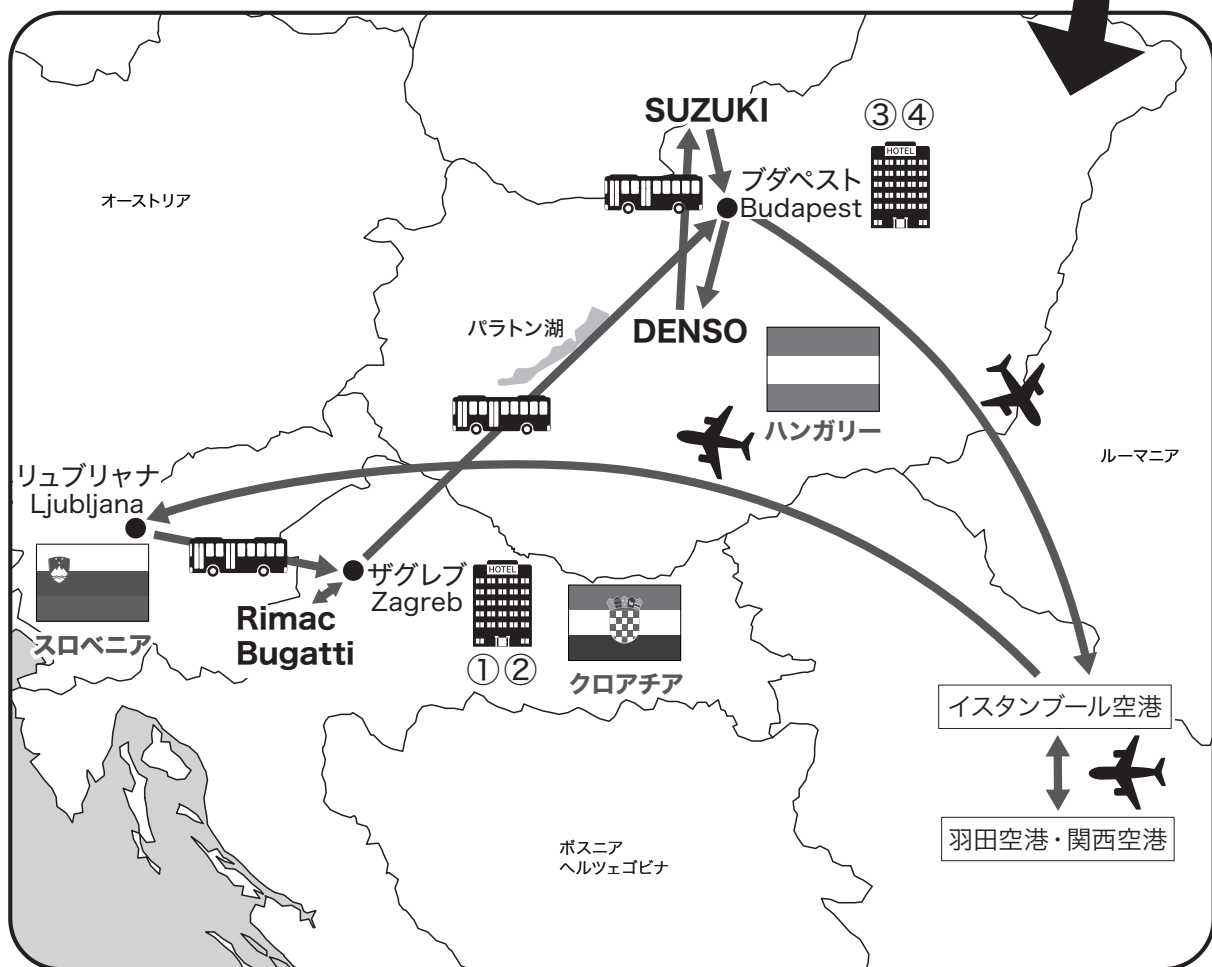 SUZUKI
③④
HOTEL
ブダペスト
Budapest
オーストリア
パラトン湖
DENSO
ハンガリー
ルーマニア
リュブリャナ
Ljubljana
スロベニア
ザグレブ
Zagreb
HOTEL
①②
Rimac
Bugatti
クロアチア
イスタンブール空港
羽田空港・関西空港
ボスニア
ヘルツェゴビナ